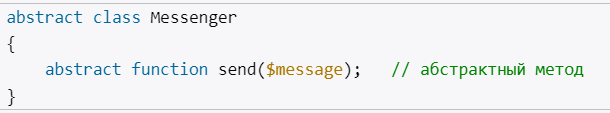 abstract class Messenger
{
    abstract function send($message);   // абстрактный метод
}